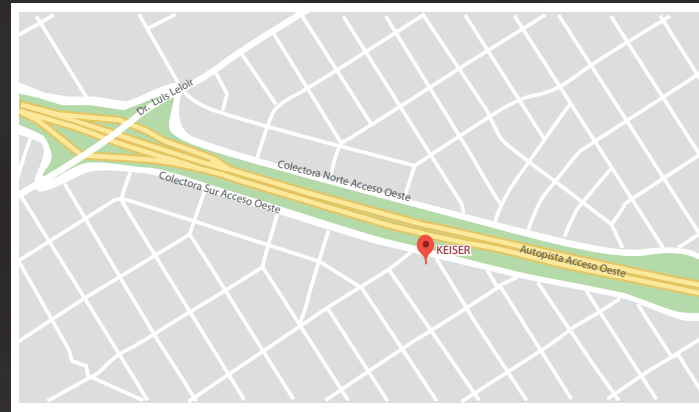 Dr. Luis Leloir
Colectora Norte Acceso Oeste
Colectora Sur Acceso Oeste
KEISER
Autopista Acceso Oeste